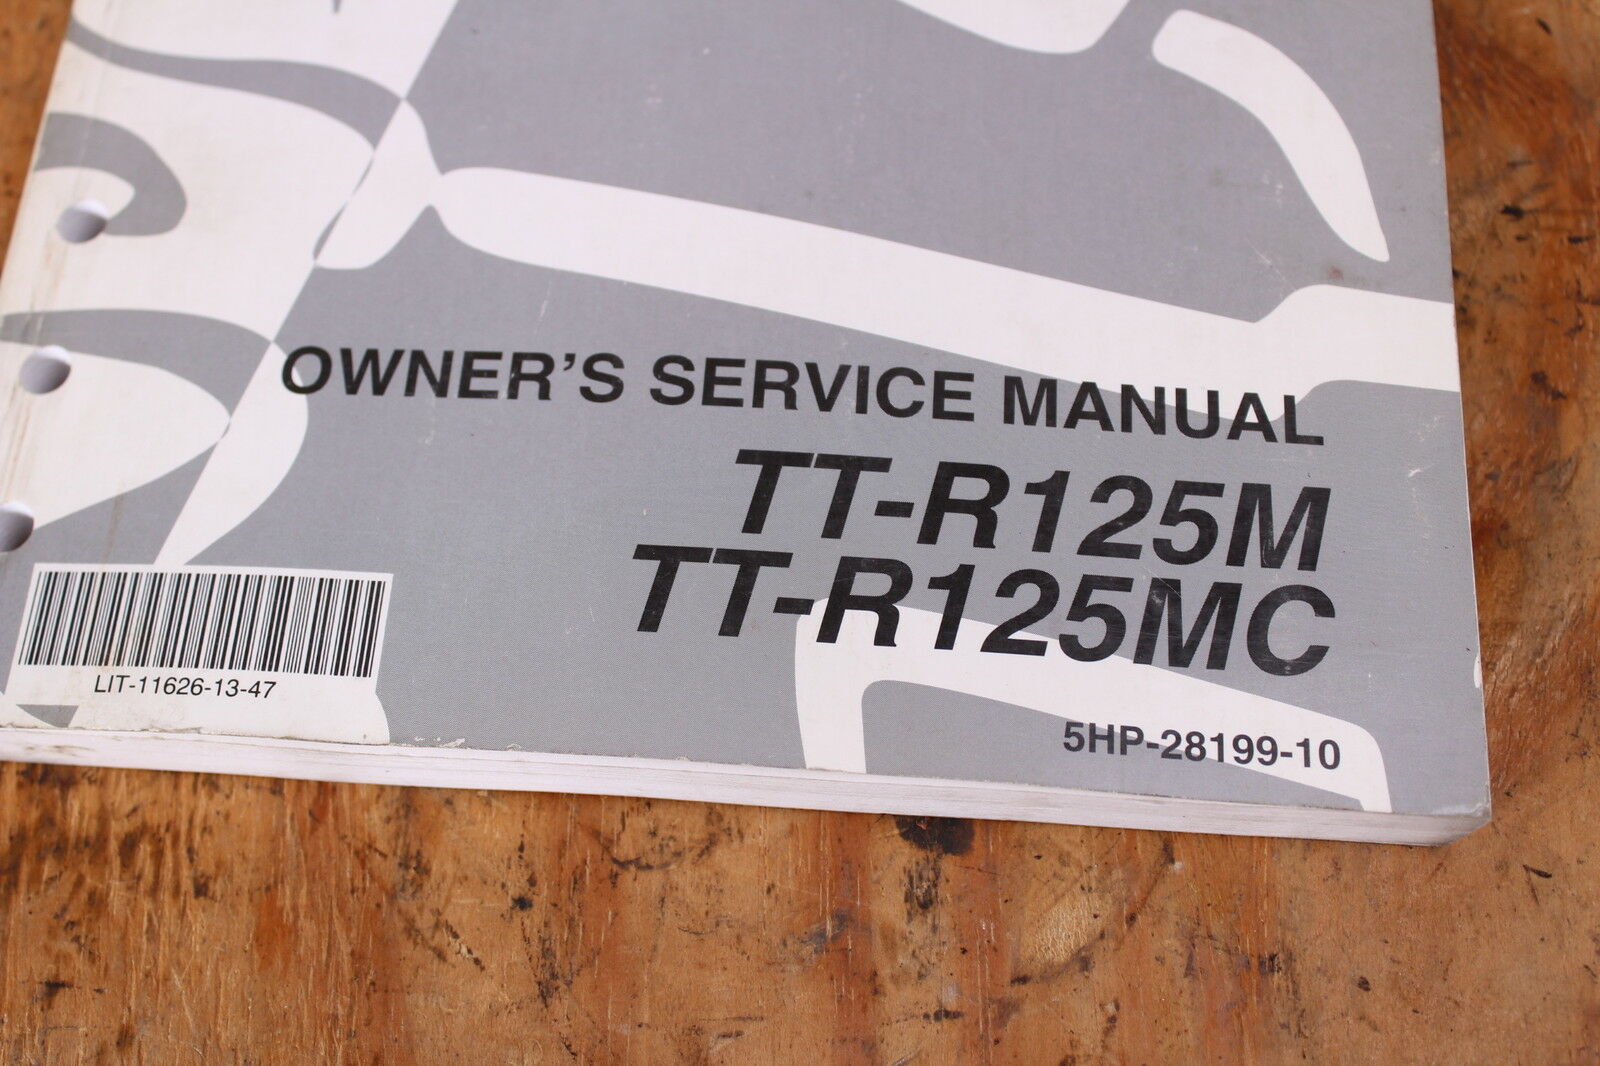 OWNER'S SERVICE MANUAL
TT-R125M
TT-R125MC
LIT-11626-13-47
5HP-28199-10